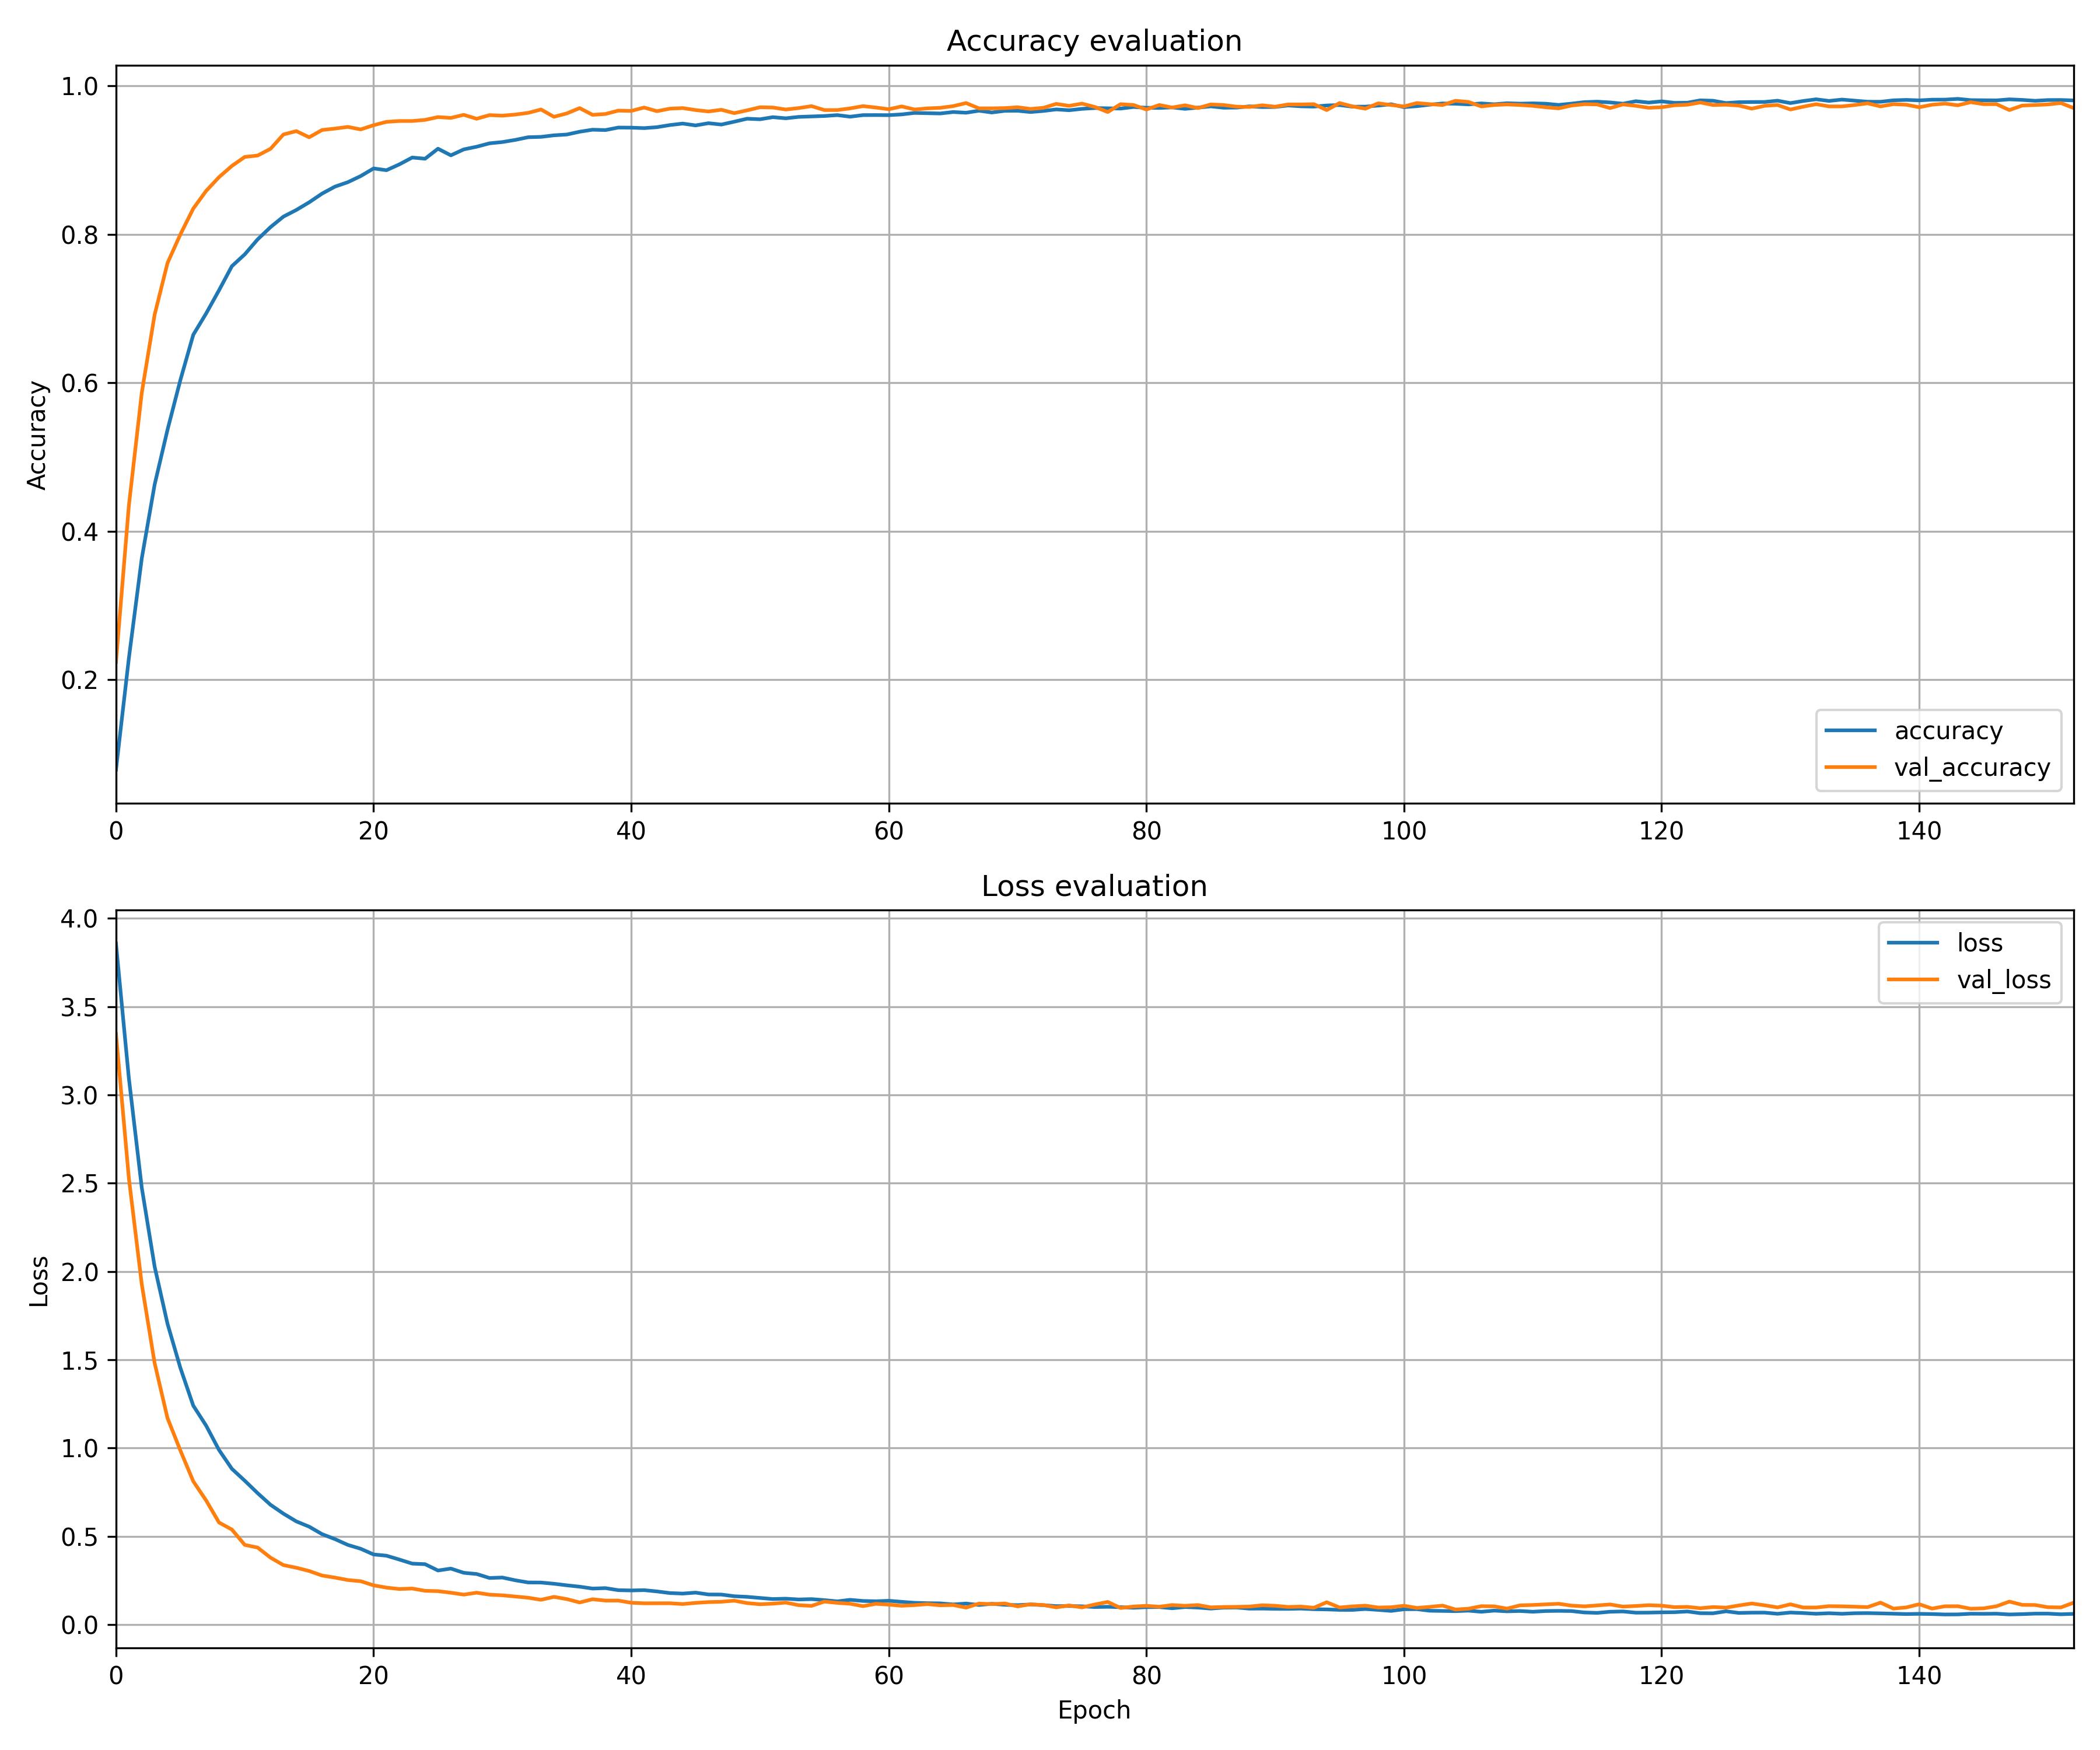 Accuracy evaluation
1.0
0.8
0.6
0.4
0.2
Accuracy
accuracy
val_accuracy
0 20 40 60 80 100 120 140
Loss evaluation
4.0
3.5
3.0
2.5
2.0
1.5
1.0
0.5
0.0
Loss
loss
val_loss
0 20 40 60 80 100 120 140
Epoch